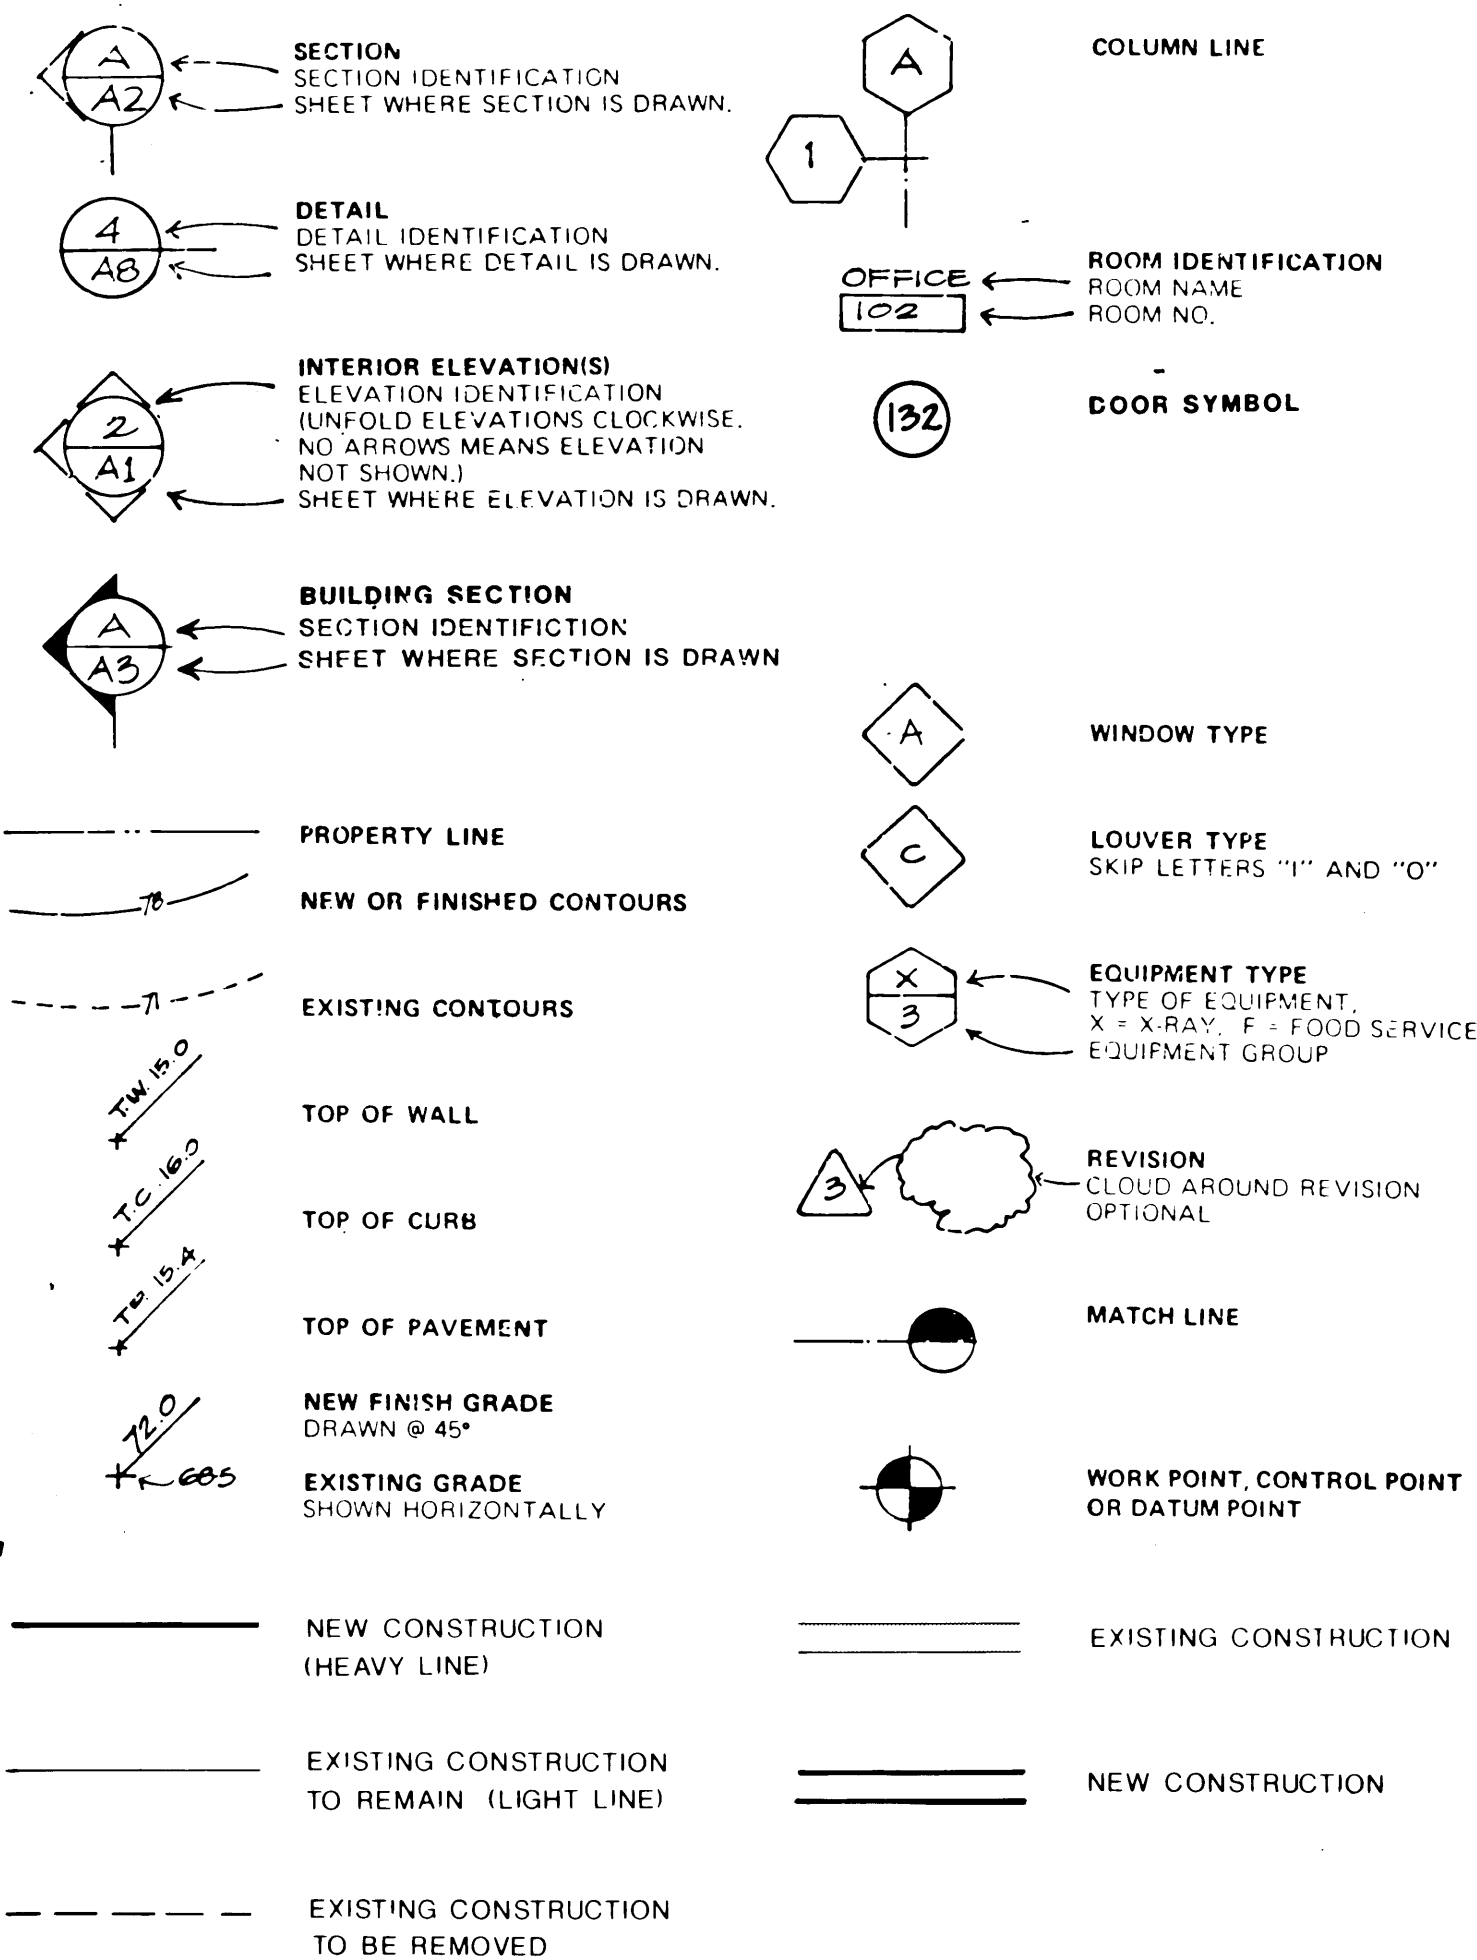 A
A2
SECTION
SECTION IDENTIFICATION
SHEET WHERE SECTION IS DRAWN.
4
A8
DETAIL
DETAIL IDENTIFICATION
SHEET WHERE DETAIL IS DRAWN.
2
A1
INTERIOR ELEVATION(S)
ELEVATION IDENTIFICATION
(UNFOLD ELEVATIONS CLOCKWISE.
NO ARROWS MEANS ELEVATION
NOT SHOWN.)
SHEET WHERE ELEVATION IS DRAWN.
A
A3
BUILDING SECTION
SECTION IDENTIFICTION
SHEET WHERE SECTION IS DRAWN
PROPERTY LINE
78
NEW OR FINISHED CONTOURS
71
EXISTING CONTOURS
T.W. 15.0
TOP OF WALL
T.C. 16.0
TOP OF CURB
15.4
TOP OF PAVEMENT
72.0
NEW FINISH GRADE
DRAWN @ 45°
685
EXISTING GRADE
SHOWN HORIZONTALLY
NEW CONSTRUCTION
(HEAVY LINE)
EXISTING CONSTRUCTION
TO REMAIN (LIGHT LINE)
EXISTING CONSTRUCTION
TO BE REMOVED
A
1
COLUMN LINE
OFFICE
102
ROOM IDENTIFICATION
ROOM NAME
ROOM NO.
132
DOOR SYMBOL
A
WINDOW TYPE
C
LOUVER TYPE
SKIP LETTERS "I" AND "O"
X
3
EQUIPMENT TYPE
TYPE OF EQUIPMENT,
X = X-RAY, F = FOOD SERVICE
EQUIPMENT GROUP
3
REVISION
CLOUD AROUND REVISION
OPTIONAL
MATCH LINE
WORK POINT, CONTROL POINT
OR DATUM POINT
EXISTING CONSTRUCTION
NEW CONSTRUCTION